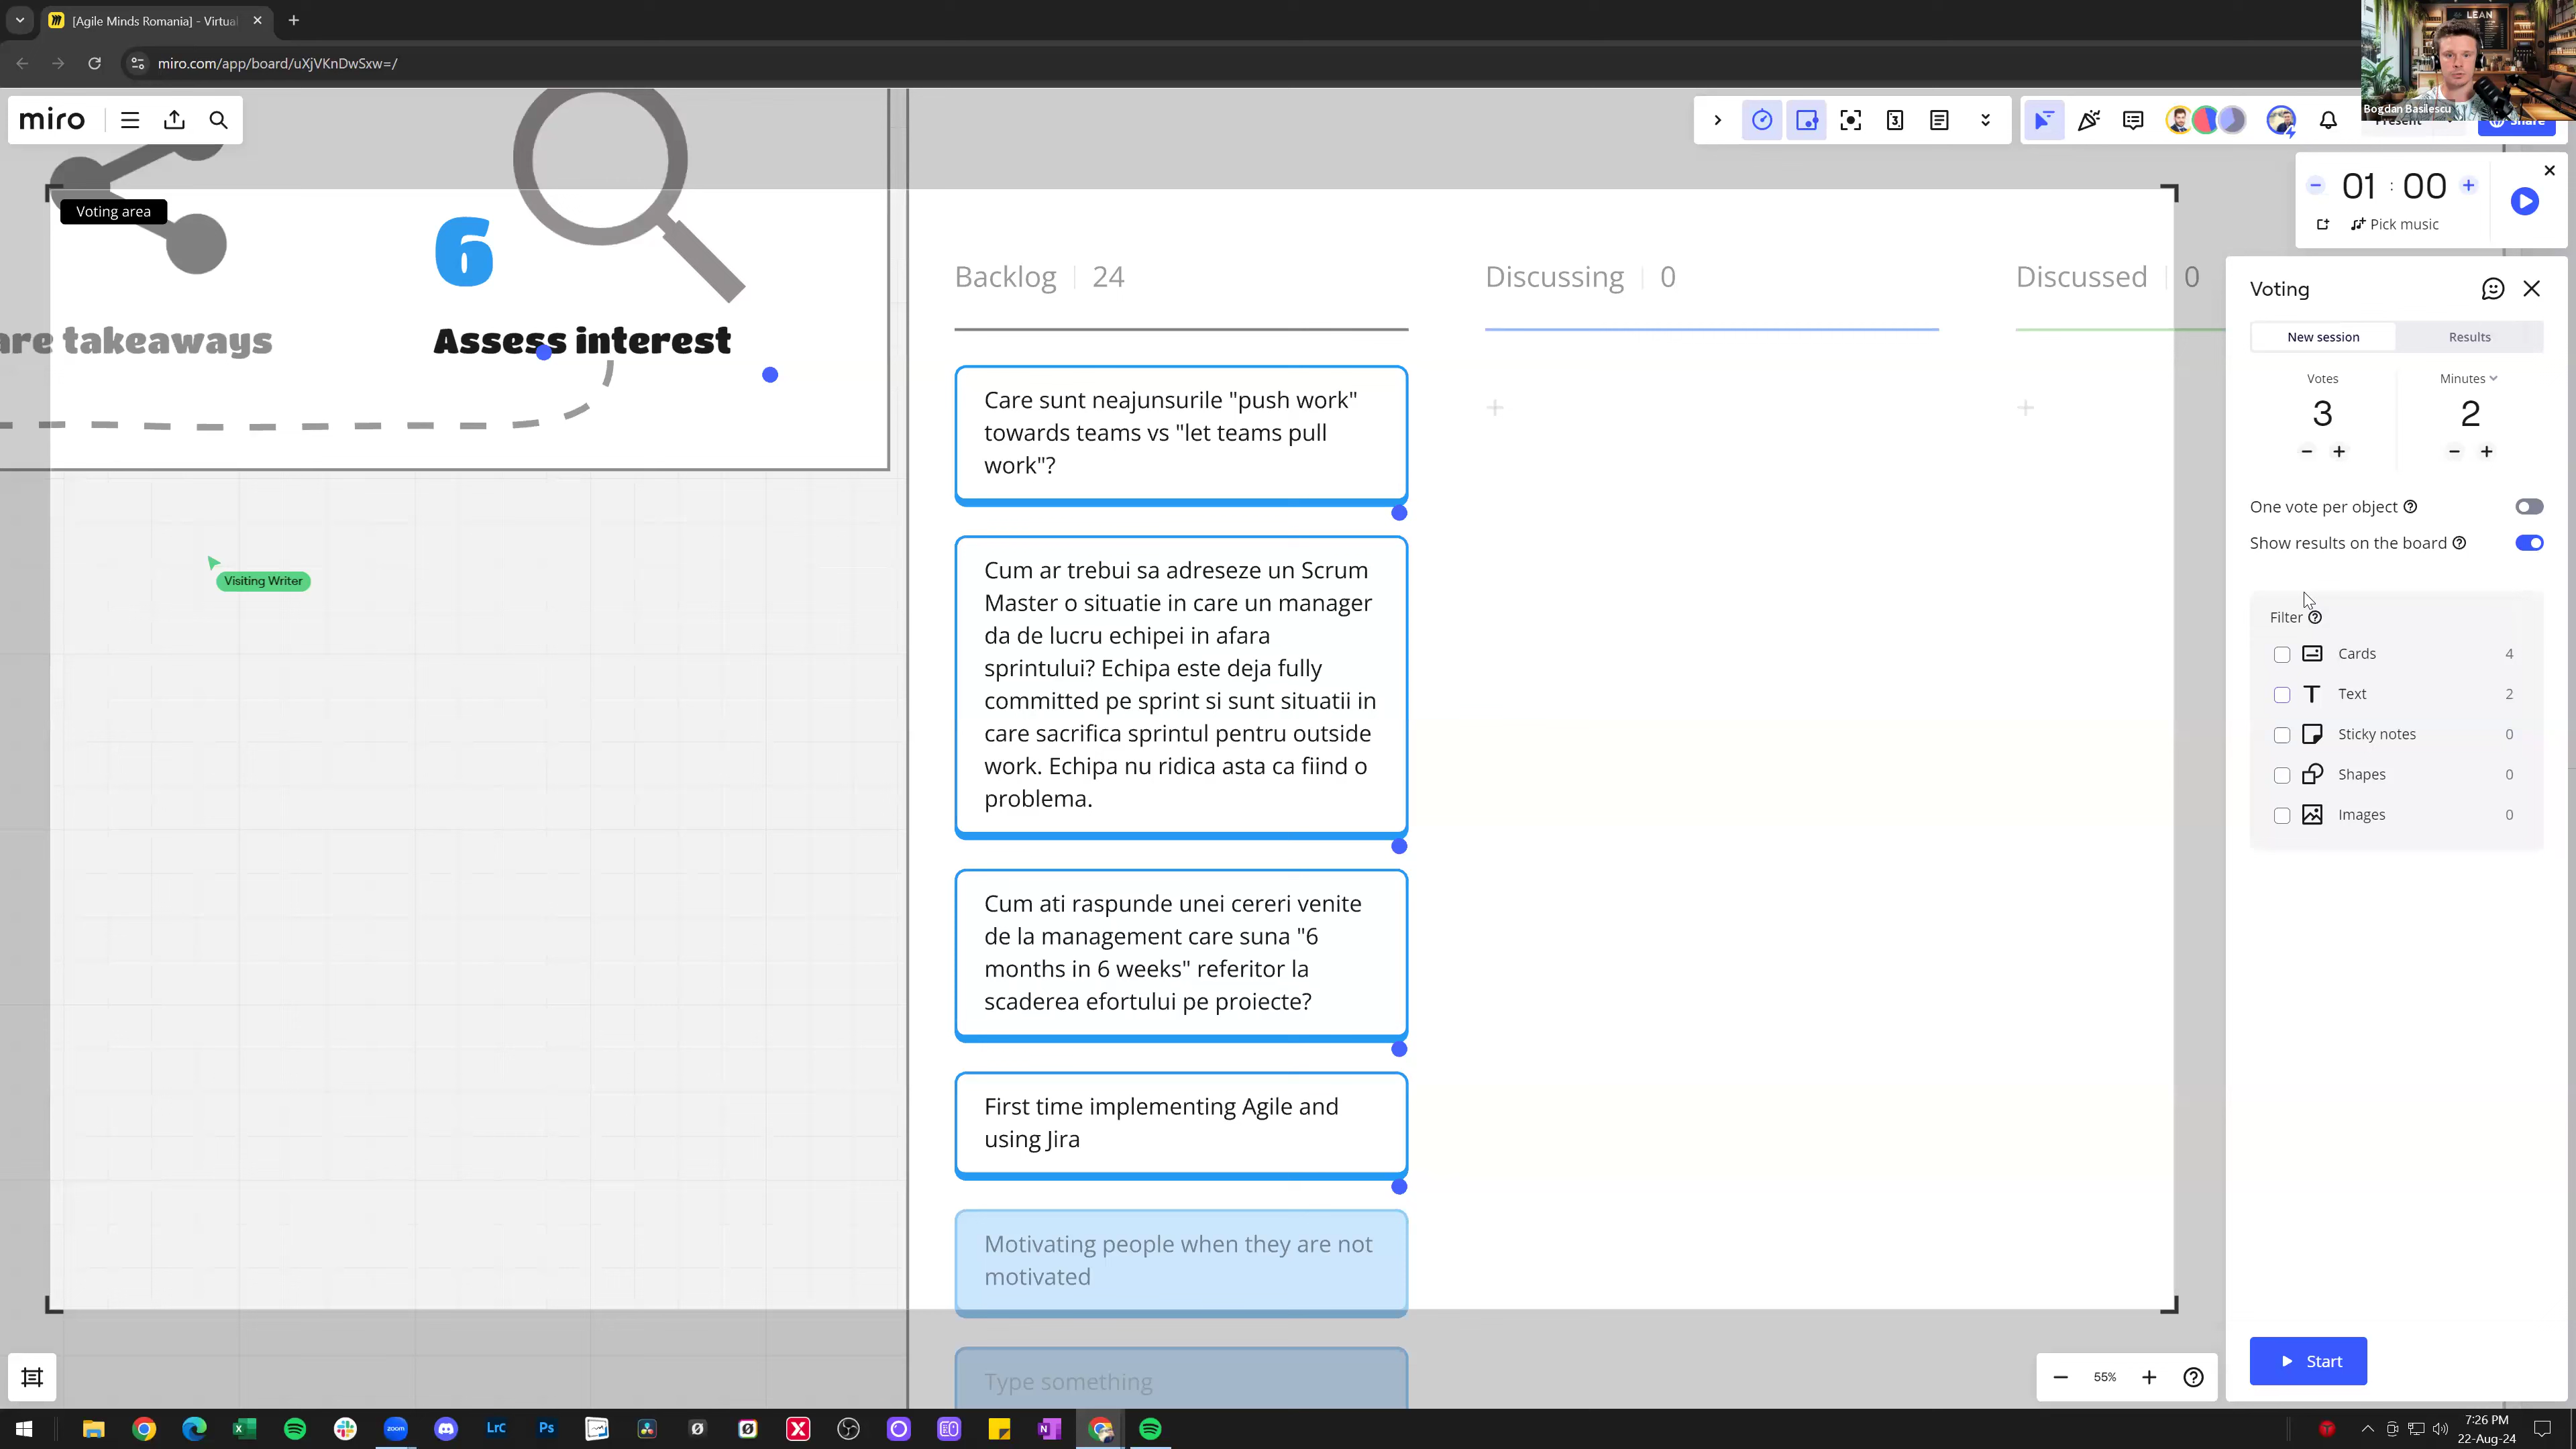 [Agile Minds Romania] - Virtual
miro.com/app/board/uXjVKnDwSxw=/
LEAN
Bogdan Basilescu
miro
3
Present
Share
01 : 00
Pick music
Voting area
6
are takeaways
Assess interest
Backlog 24
Discussing 0
Discussed 0
Care sunt neajunsurile "push work"
towards teams vs "let teams pull
work"?
Cum ar trebui sa adreseze un Scrum
Master o situatie in care un manager
da de lucru echipei in afara
sprintului? Echipa este deja fully
committed pe sprint si sunt situatii in
care sacrifica sprintul pentru outside
work. Echipa nu ridica asta ca fiind o
problema.
Cum ati raspunde unei cereri venite
de la management care suna "6
months in 6 weeks" referitor la
scaderea efortului pe proiecte?
First time implementing Agile and
using Jira
Motivating people when they are not
motivated
Type something
Visiting Writer
Voting
New session
Results
Votes
Minutes
3
2
One vote per object
Show results on the board
Filter
Cards 4
Text 2
Sticky notes 0
Shapes 0
Images 0
Start
55%
LrC
Ps
zoom
7:26 PM
22-Aug-24